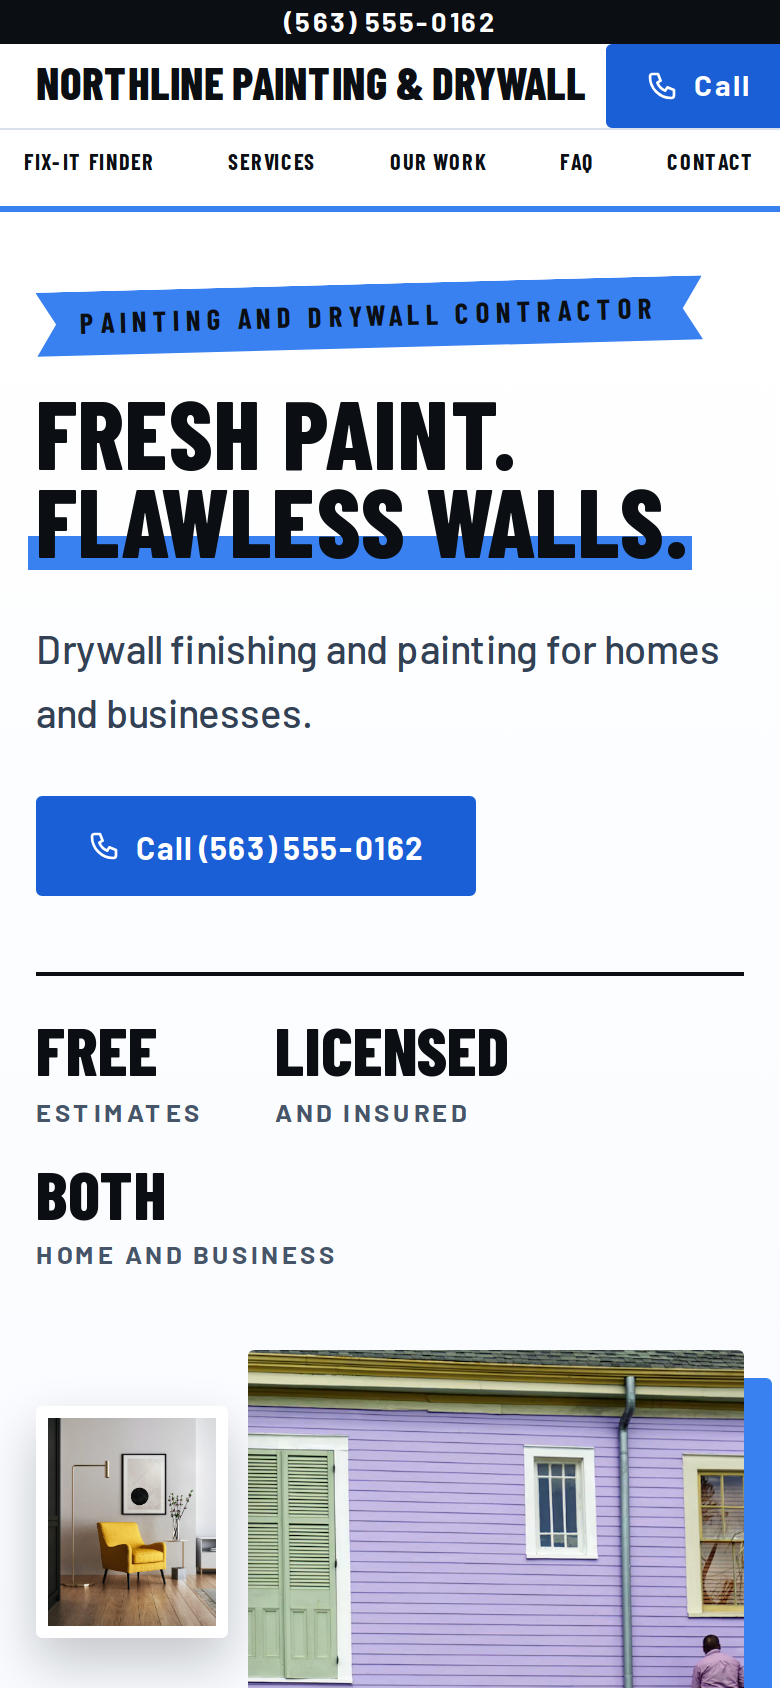 (563) 555-0162
NORTHLINE PAINTING & DRYWALL
Call
FIX-IT FINDER SERVICES OUR WORK FAQ CONTACT
PAINTING AND DRYWALL CONTRACTOR
FRESH PAINT.
FLAWLESS WALLS.
Drywall finishing and painting for homes
and businesses.
Call (563) 555-0162
FREE
ESTIMATES
LICENSED
AND INSURED
BOTH
HOME AND BUSINESS